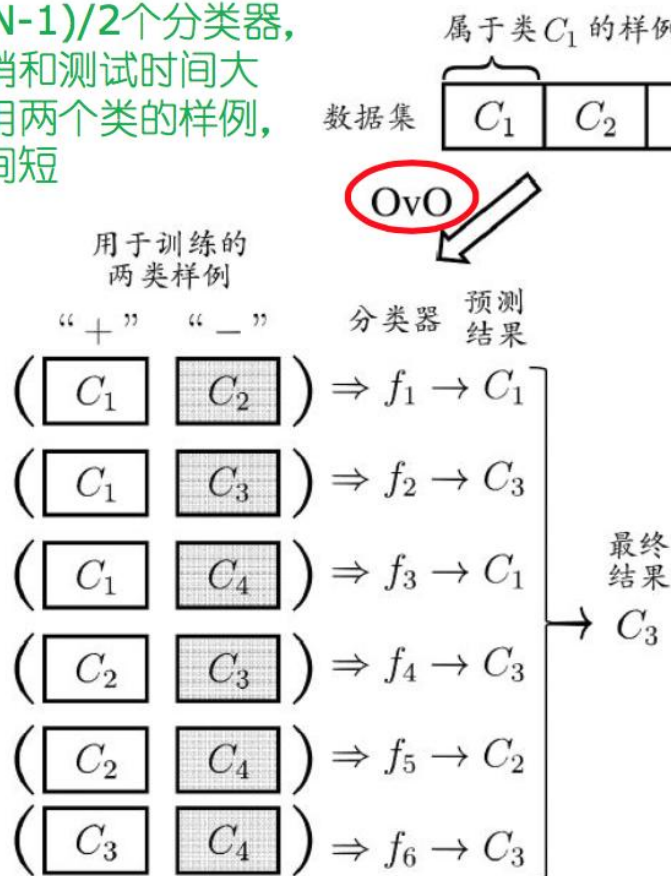 N-1)/2个分类器,
销和测试时间大
用两个类的样例,
间短
属于类 C₁ 的样例
数据集 C₁ C₂
OvO
用于训练的
两类样例
“+” “−” 分类器 预测
结果
( C₁ C₂ ) ⇒ f₁ → C₁
( C₁ C₃ ) ⇒ f₂ → C₃
( C₁ C₄ ) ⇒ f₃ → C₁
( C₂ C₃ ) ⇒ f₄ → C₃
( C₂ C₄ ) ⇒ f₅ → C₂
( C₃ C₄ ) ⇒ f₆ → C₃
最终
结果
→ C₃